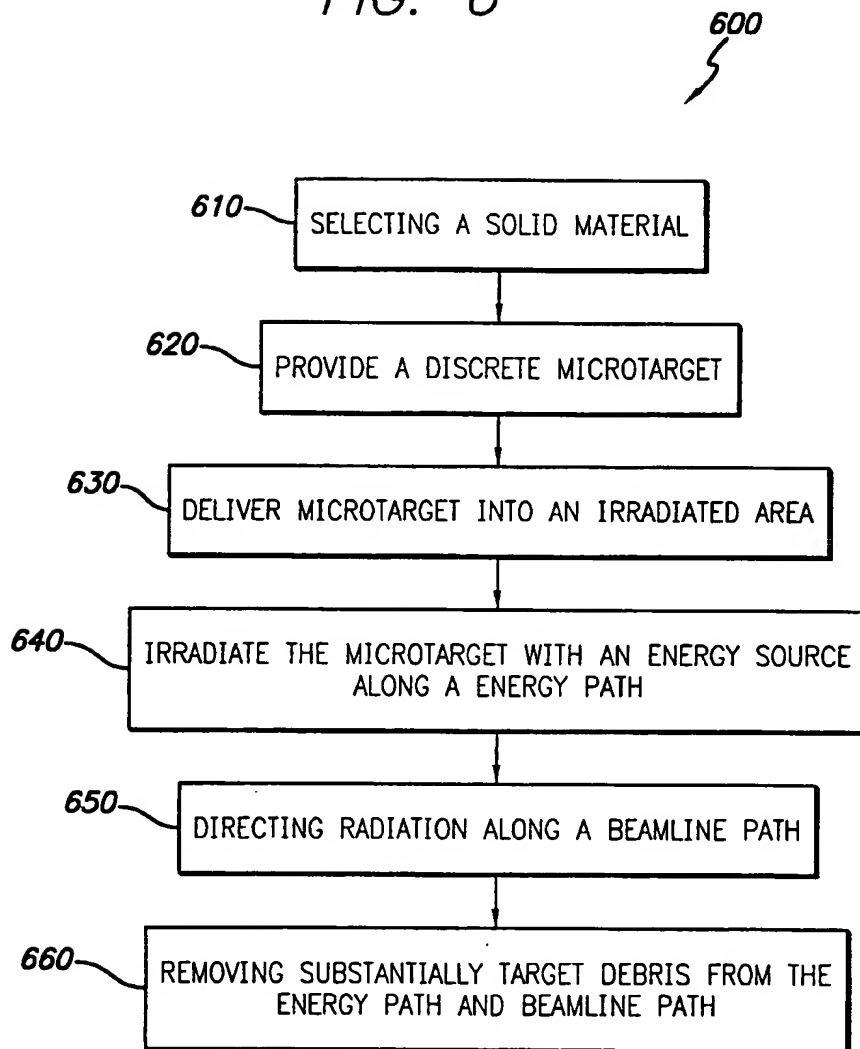 FIG. 6
600
610
SELECTING A SOLID MATERIAL
620
PROVIDE A DISCRETE MICROTARGET
630
DELIVER MICROTARGET INTO AN IRRADIATED AREA
640
IRRADIATE THE MICROTARGET WITH AN ENERGY SOURCE
ALONG A ENERGY PATH
650
DIRECTING RADIATION ALONG A BEAMLINE PATH
660
REMOVING SUBSTANTIALLY TARGET DEBRIS FROM THE
ENERGY PATH AND BEAMLINE PATH